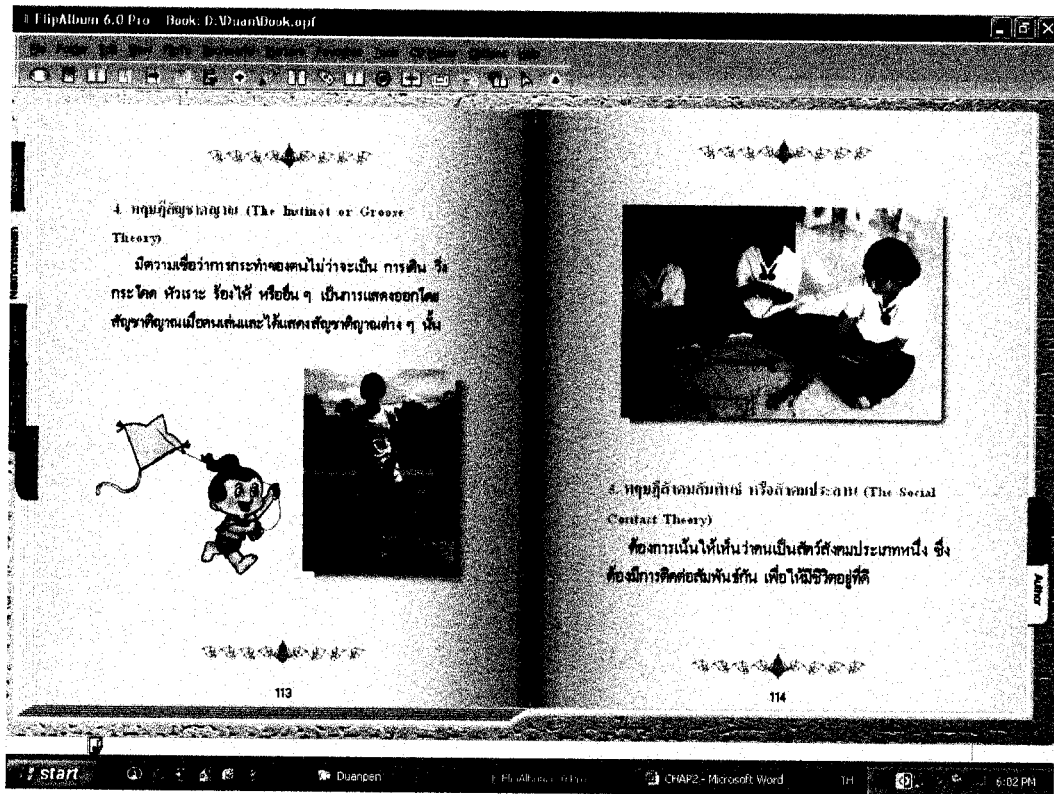 FlipAlbum 6.0 Pro Book: D:\Duan\Book.opf
4. ทฤษฎีสัญชาตญาณ (The Instinct or Groose
Theory)
มีความเชื่อว่าการกระทำของคนไม่ว่าจะเป็น การเดิน วิ่ง
กระโดด หัวเราะ ร้องไห้ หรือยื่น ๆ เป็นการแสดงออกโดย
สัญชาติญาณเมื่อคนเล่นและได้แสดงสัญชาติญาณต่าง ๆ นั้น
113
ทฤษฎีสังคมสัมพันธ์ หรือสังคมประสาน (The Social
Contact Theory)
ต้องการเน้นให้เห็นว่าคนเป็นสัตว์สังคมประเภทหนึ่ง ซึ่ง
ต้องมีการติดต่อสัมพันธ์กัน เพื่อให้มีชีวิตอยู่ที่ดี
114
Author
start
Duanpen
CHAP2 - Microsoft Word
TH
6:02 PM